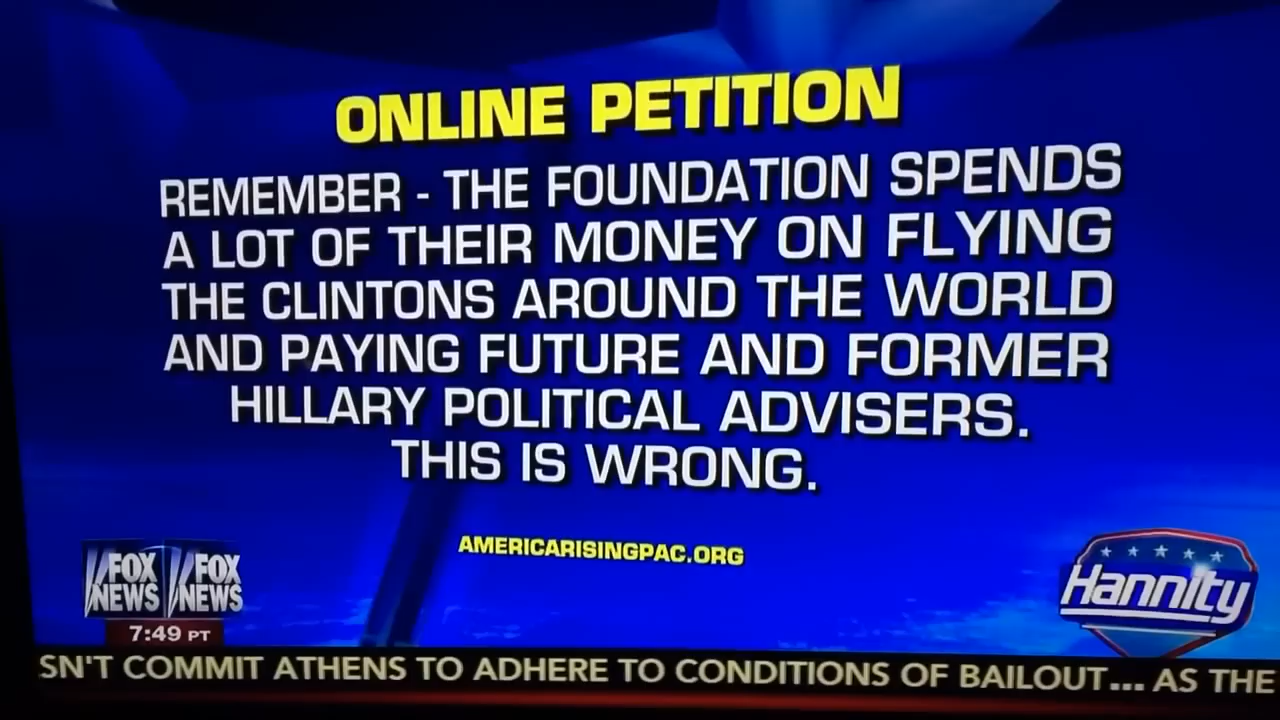 ONLINE PETITION
REMEMBER - THE FOUNDATION SPENDS
A LOT OF THEIR MONEY ON FLYING
THE CLINTONS AROUND THE WORLD
AND PAYING FUTURE AND FORMER
HILLARY POLITICAL ADVISERS.
THIS IS WRONG.
AMERICARISINGPAC.ORG
FOX NEWS
FOX NEWS
7:49 PT
Hannity
SN'T COMMIT ATHENS TO ADHERE TO CONDITIONS OF BAILOUT... AS THE